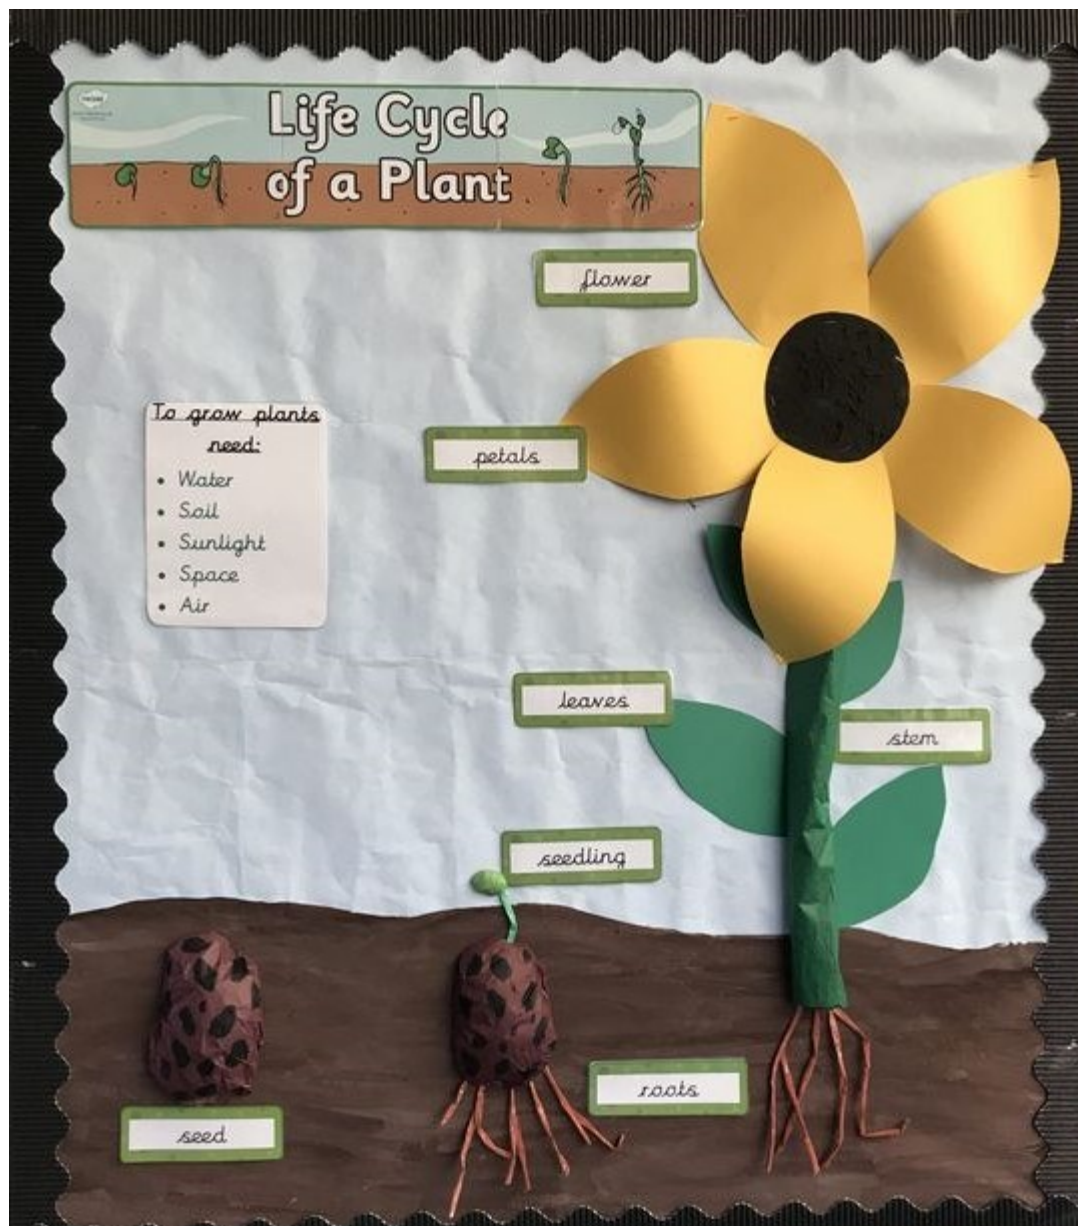 Life Cycle
of a Plant
flower
To grow plants
need:
• Water
• Soil
• Sunlight
• Space
• Air
petals
leaves
stem
seedling
roots
seed